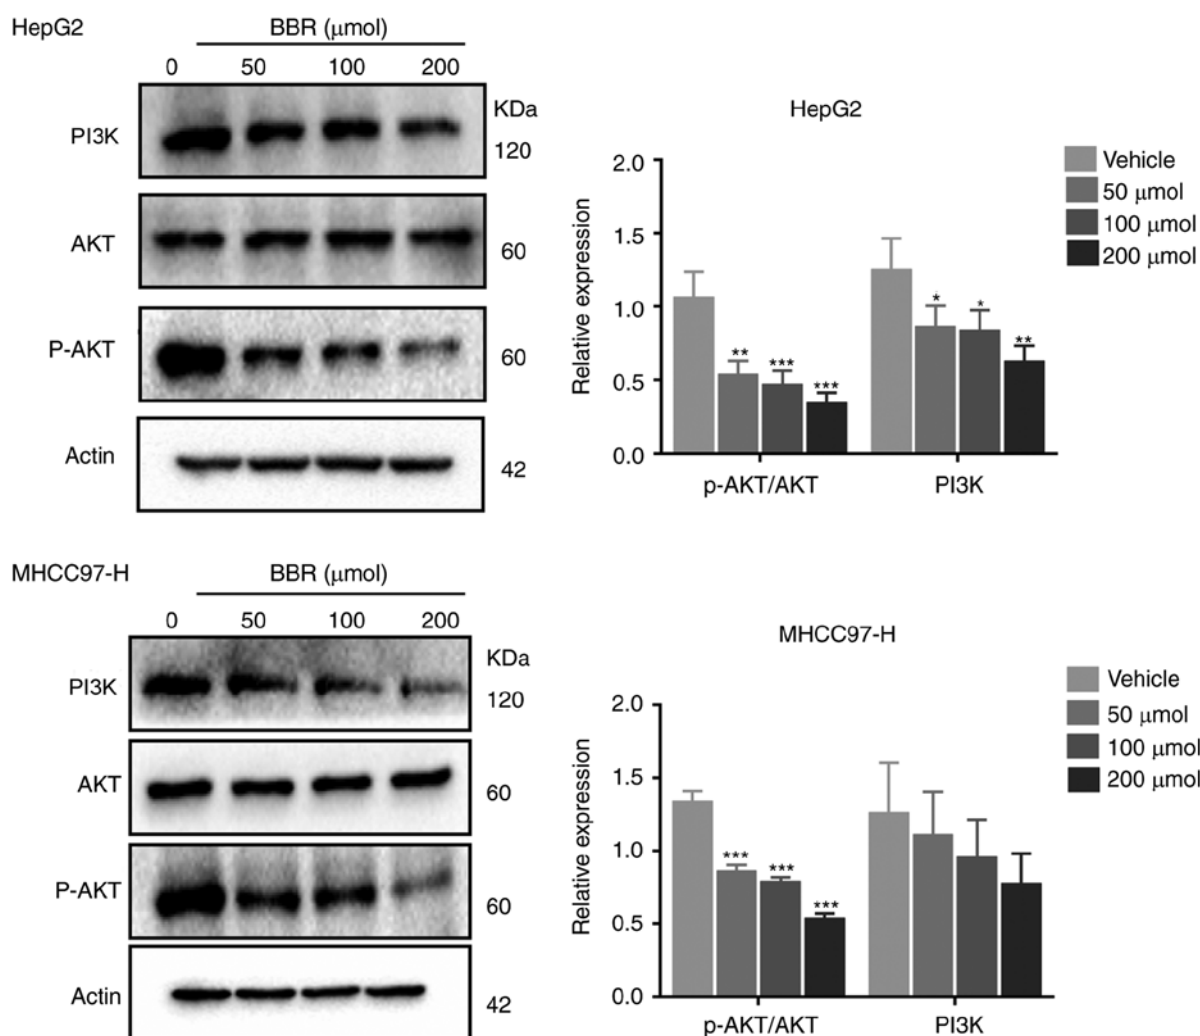 HepG2
BBR (μmol)
0 50 100 200
KDa
PI3K
120
AKT
60
P-AKT
60
Actin
42
HepG2
Relative expression
2.0
1.5
1.0
0.5
0.0
** *** ***
* * **
p-AKT/AKT PI3K
Vehicle
50 μmol
100 μmol
200 μmol
MHCC97-H
BBR (μmol)
0 50 100 200
KDa
PI3K
120
AKT
60
P-AKT
60
Actin
42
MHCC97-H
Relative expression
2.0
1.5
1.0
0.5
0.0
*** *** ***
p-AKT/AKT PI3K
Vehicle
50 μmol
100 μmol
200 μmol